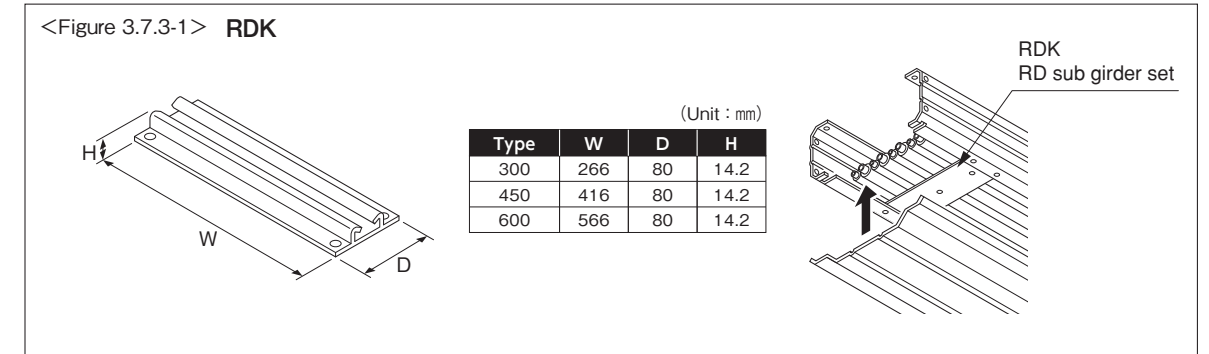 <Figure 3.7.3-1> RDK
RDK
RD sub girder set
(Unit : mm)
Type W D H
300 266 80 14.2
450 416 80 14.2
600 566 80 14.2
H
W
D